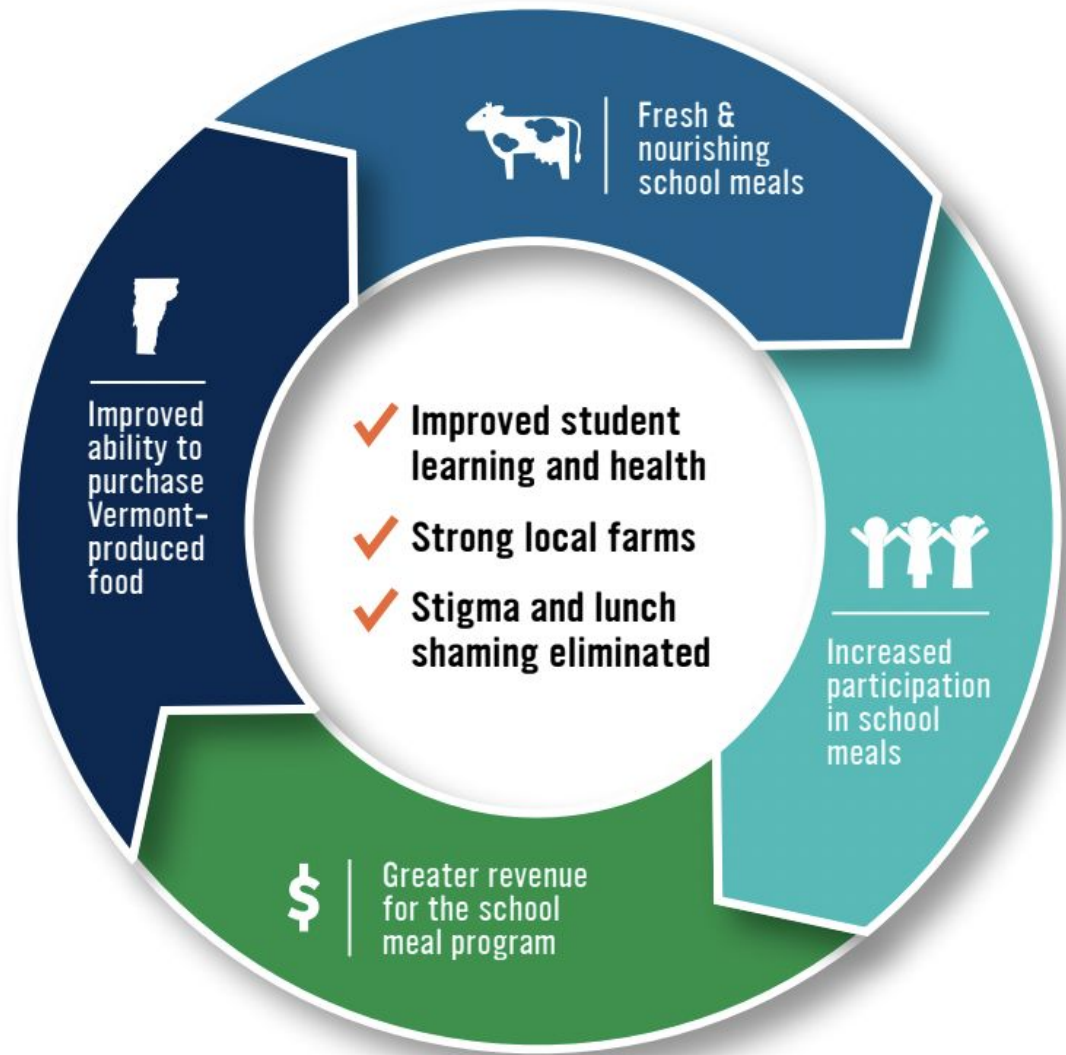 Fresh &
nourishing
school meals
Increased
participation
in school
meals
$
Greater revenue
for the school
meal program
Improved
ability to
purchase
Vermont-
produced
food
Improved student
learning and health
Strong local farms
Stigma and lunch
shaming eliminated